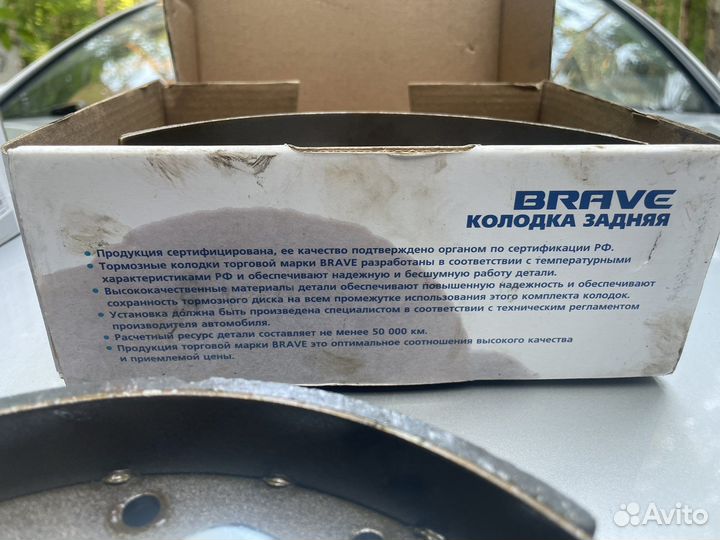 BRAVE
КОЛОДКА ЗАДНЯЯ
• Продукция сертифицирована, ее качество подтверждено органом по сертификации РФ.
• Тормозные колодки торговой марки BRAVE разработаны в соответствии с температурными
характеристиками РФ и обеспечивают надежную и бесшумную работу детали.
• Высококачественные материалы детали обеспечивают повышенную надежность и обеспечивают
сохранность тормозного диска на всем промежутке использования этого комплекта колодок.
• Установка должна быть произведена специалистом в соответствии с техническим регламентом
производителя автомобиля.
• Расчетный ресурс детали составляет не менее 50 000 км.
• Продукция торговой марки BRAVE это оптимальное соотношения высокого качества
и приемлемой цены.
Avito